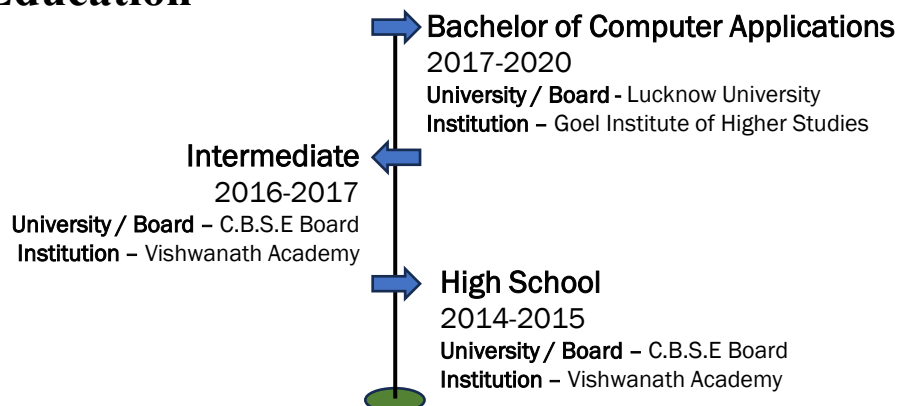 Education
Bachelor of Computer Applications
2017-2020
University / Board - Lucknow University
Institution – Goel Institute of Higher Studies
Intermediate
2016-2017
University / Board – C.B.S.E Board
Institution – Vishwanath Academy
High School
2014-2015
University / Board – C.B.S.E Board
Institution – Vishwanath Academy